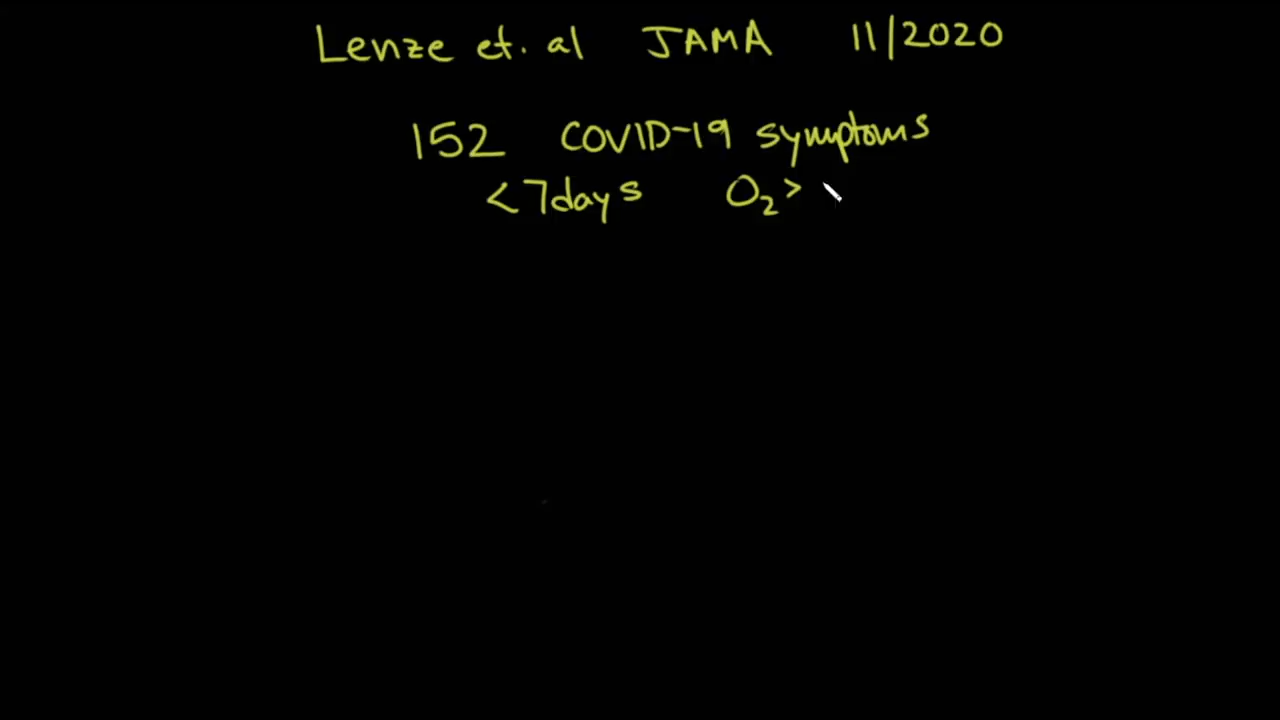 Lenze et. al JAMA 11/2020
152 COVID-19 symptoms
<7days O₂>